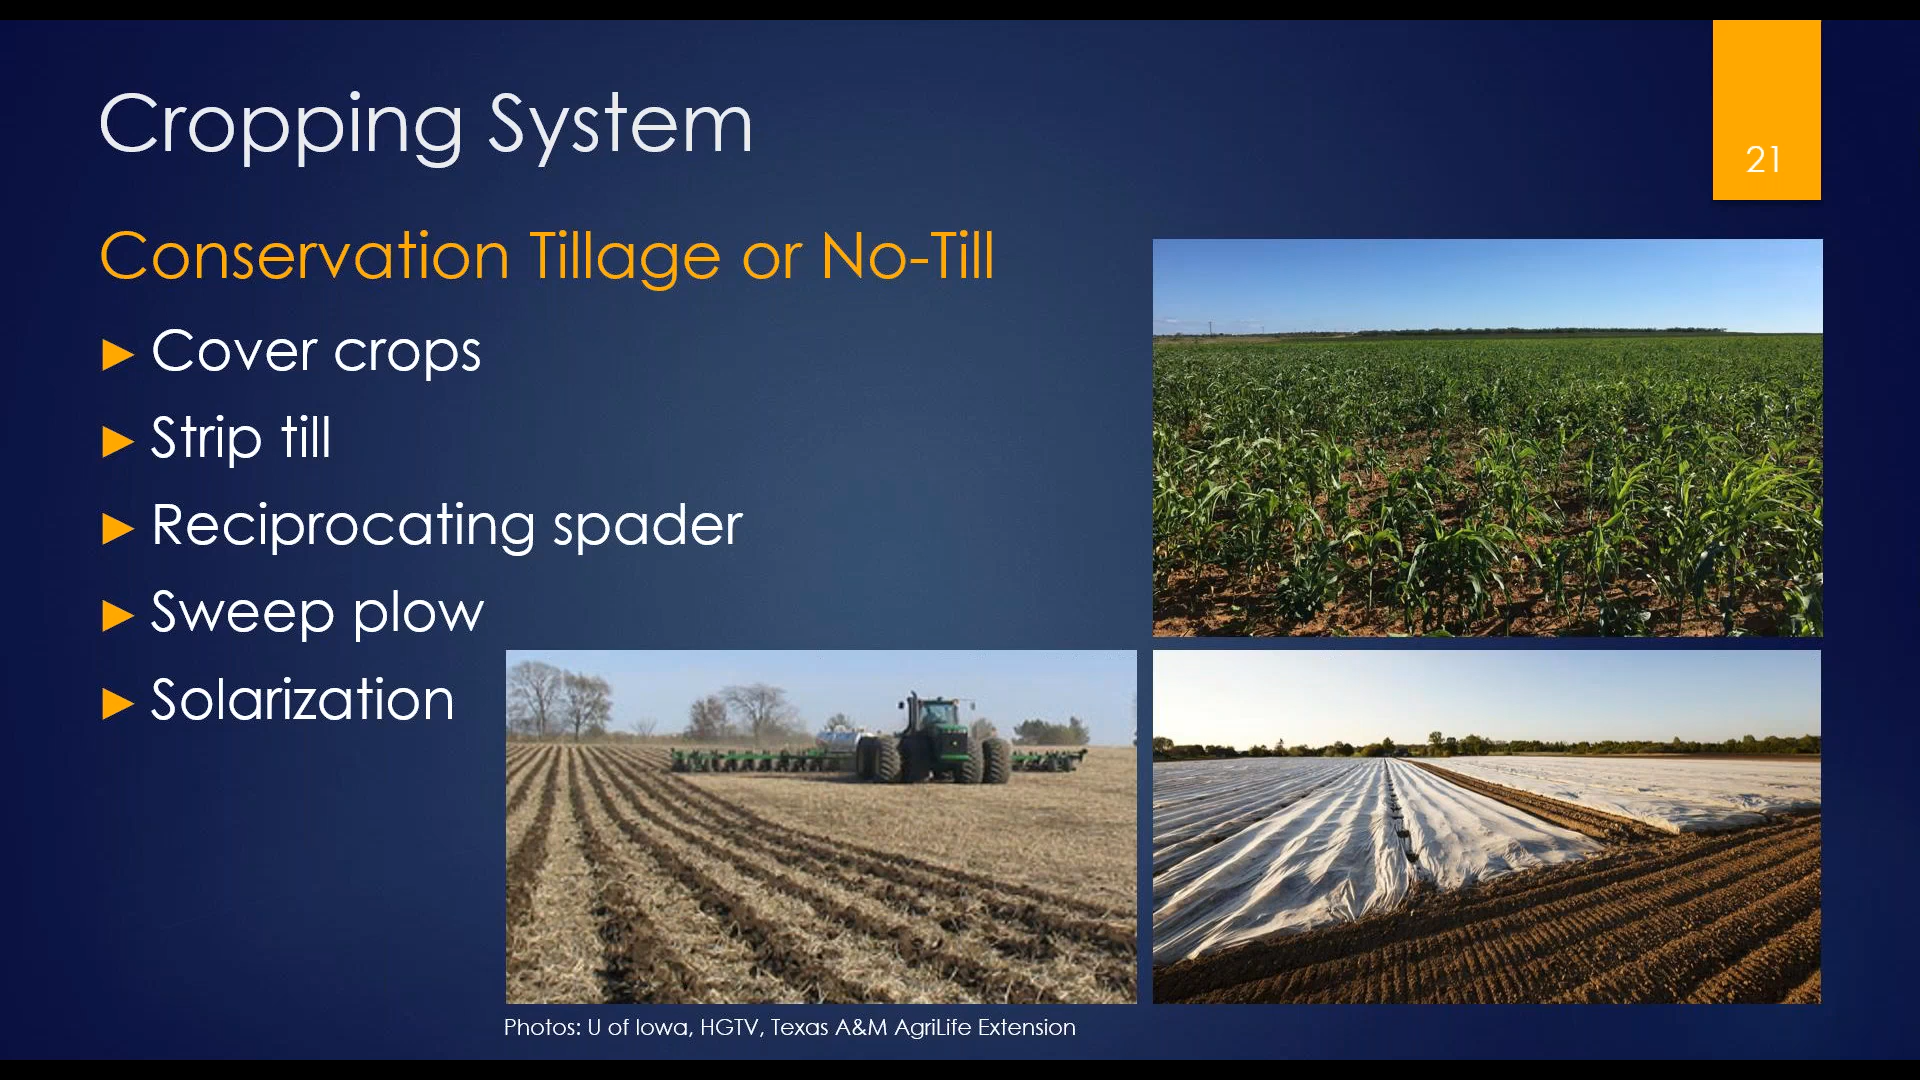 Cropping System
21
Conservation Tillage or No-Till
Cover crops
Strip till
Reciprocating spader
Sweep plow
Solarization
Photos: U of Iowa, HGTV, Texas A&M AgriLife Extension